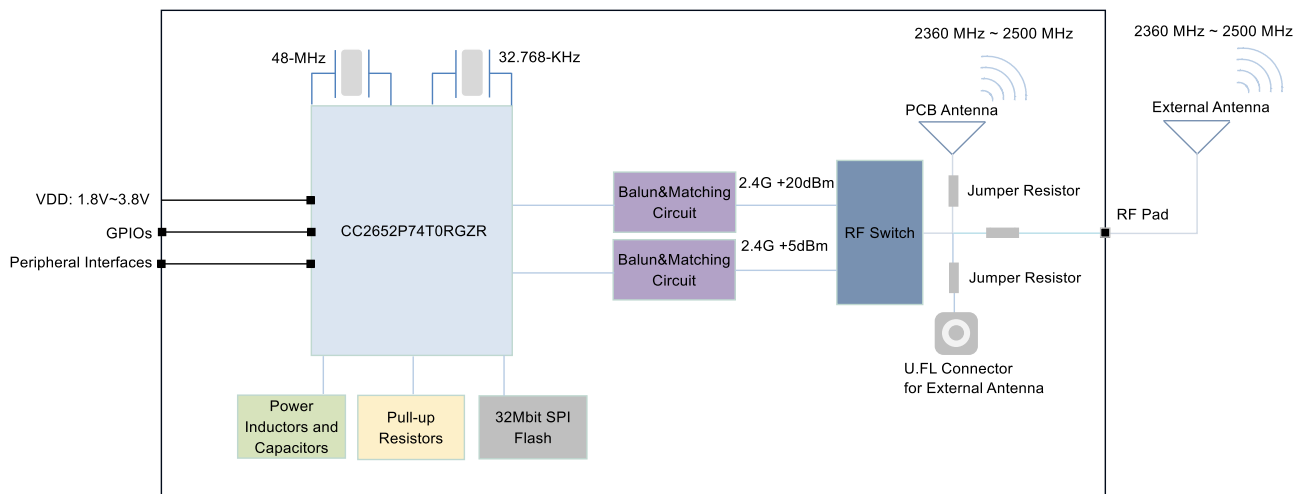 2360 MHz ~ 2500 MHz
2360 MHz ~ 2500 MHz
48-MHz
32.768-KHz
PCB Antenna
External Antenna
VDD: 1.8V~3.8V
GPIOs
Peripheral Interfaces
CC2652P74T0RGZR
Balun&Matching
Circuit
2.4G +20dBm
Balun&Matching
Circuit
2.4G +5dBm
RF Switch
Jumper Resistor
RF Pad
Jumper Resistor
U.FL Connector
for External Antenna
Power
Inductors and
Capacitors
Pull-up
Resistors
32Mbit SPI
Flash